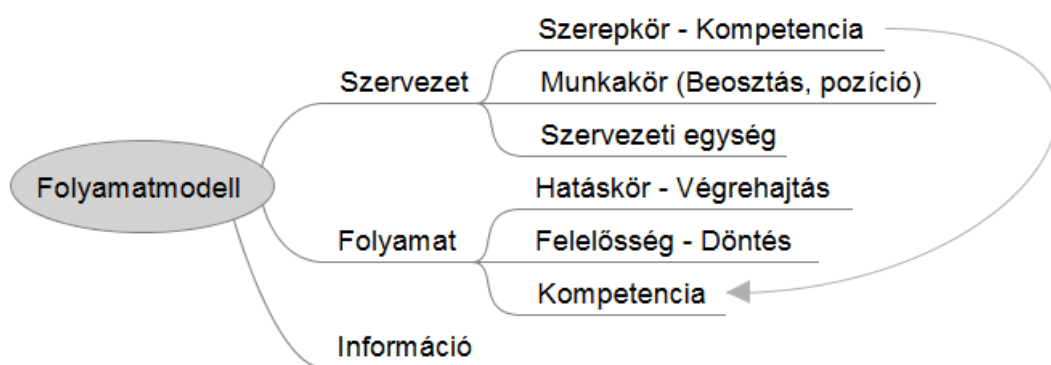 Folyamatmodell
Szervezet
Szerepkör - Kompetencia
Munkakör (Beosztás, pozíció)
Szervezeti egység
Folyamat
Hatáskör - Végrehajtás
Felelősség - Döntés
Kompetencia
Információ